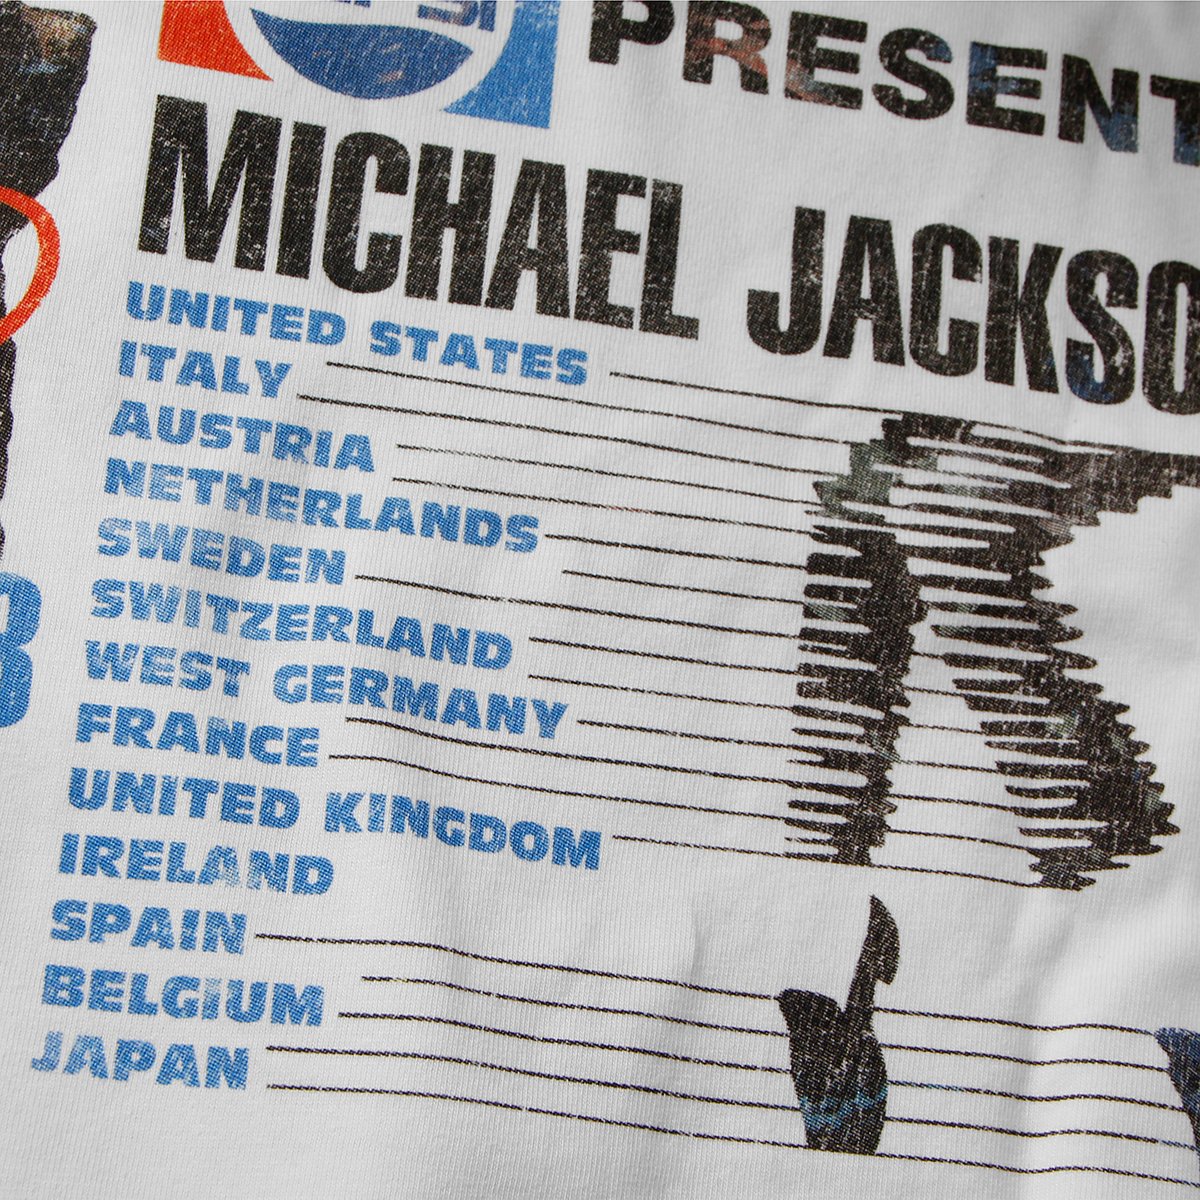 PEPSI
PRESENT
MICHAEL JACKSO
UNITED STATES
ITALY
AUSTRIA
NETHERLANDS
SWEDEN
SWITZERLAND
WEST GERMANY
FRANCE
UNITED KINGDOM
IRELAND
SPAIN
BELGIUM
JAPAN